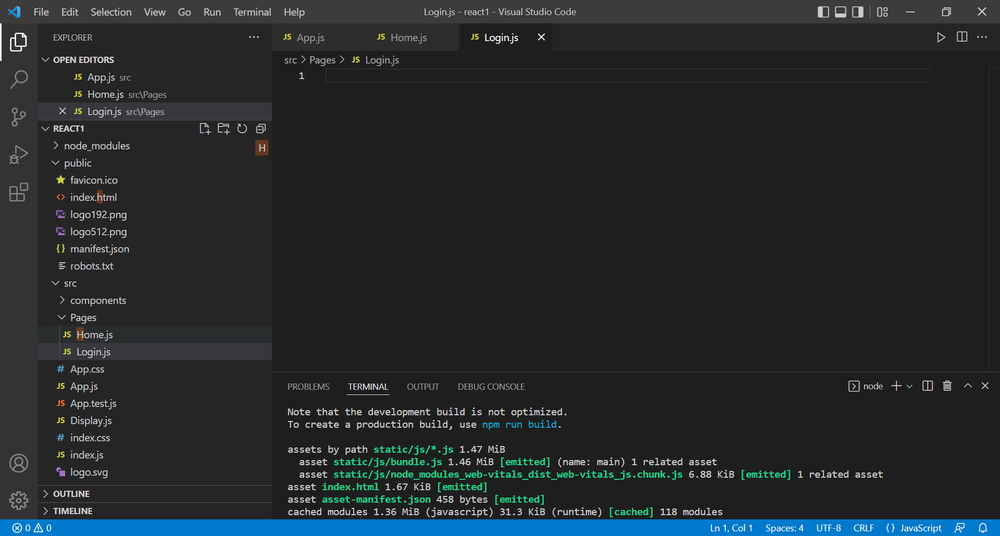 File Edit Selection View Go Run Terminal Help
Login.js - react1 - Visual Studio Code
EXPLORER
OPEN EDITORS
JS App.js src
JS Home.js src\Pages
JS Login.js src\Pages
REACT1
node_modules
H
public
favicon.ico
index.html
logo192.png
logo512.png
manifest.json
robots.txt
src
components
Pages
JS Home.js
JS Login.js
# App.css
JS App.js
JS App.test.js
JS Display.js
# index.css
JS index.js
logo.svg
OUTLINE
TIMELINE
JS App.js
JS Home.js
JS Login.js
src > Pages > JS Login.js
1
PROBLEMS TERMINAL OUTPUT DEBUG CONSOLE
node
Note that the development build is not optimized.
To create a production build, use npm run build.
assets by path static/js/*.js 1.47 MiB
asset static/js/bundle.js 1.46 MiB [emitted] (name: main) 1 related asset
asset static/js/node_modules_web-vitals_dist_web-vitals_js.chunk.js 6.88 KiB [emitted] 1 related asset
asset index.html 1.67 KiB [emitted]
asset asset-manifest.json 458 bytes [emitted]
cached modules 1.36 MiB (javascript) 31.3 KiB (runtime) [cached] 118 modules
0 0
Ln 1, Col 1 Spaces: 4 UTF-8 CRLF {} JavaScript